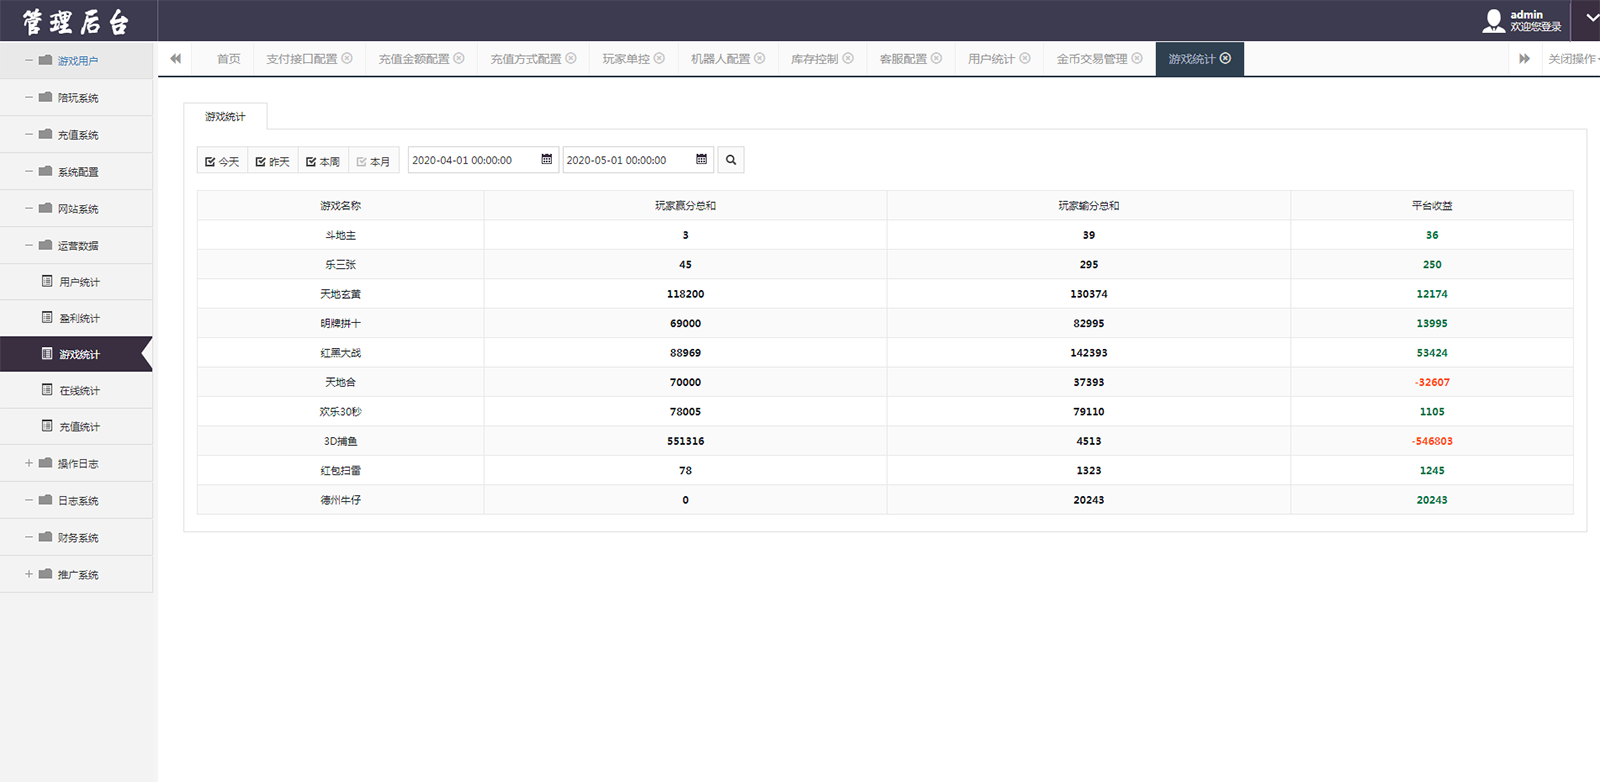 管理后台
admin
欢迎您登录
首页 支付接口配置 充值金额配置 充值方式配置 玩家单控 机器人配置 库存控制 客服配置 用户统计 金币交易管理 游戏统计 关闭操作
游戏用户
陪玩系统
充值系统
系统配置
网站系统
运营数据
用户统计
盈利统计
游戏统计
在线统计
充值统计
操作日志
日志系统
财务系统
推广系统
游戏统计
今天 昨天 本周 本月 2020-04-01 00:00:00 2020-05-01 00:00:00
游戏名称 玩家赢分总和 玩家输分总和 平台收益
斗地主 3 39 36
乐三张 45 295 250
天地玄黄 118200 130374 12174
明牌拼十 69000 82995 13995
红黑大战 88969 142393 53424
天地合 70000 37393 -32607
欢乐30秒 78005 79110 1105
3D捕鱼 551316 4513 -546803
红包扫雷 78 1323 1245
德州牛仔 0 20243 20243